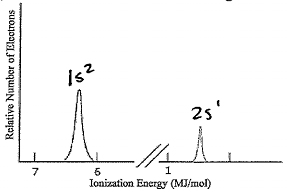 Relative Number of Electrons
1s²
2s¹
7
6
1
Ionization Energy (MJ/mol)